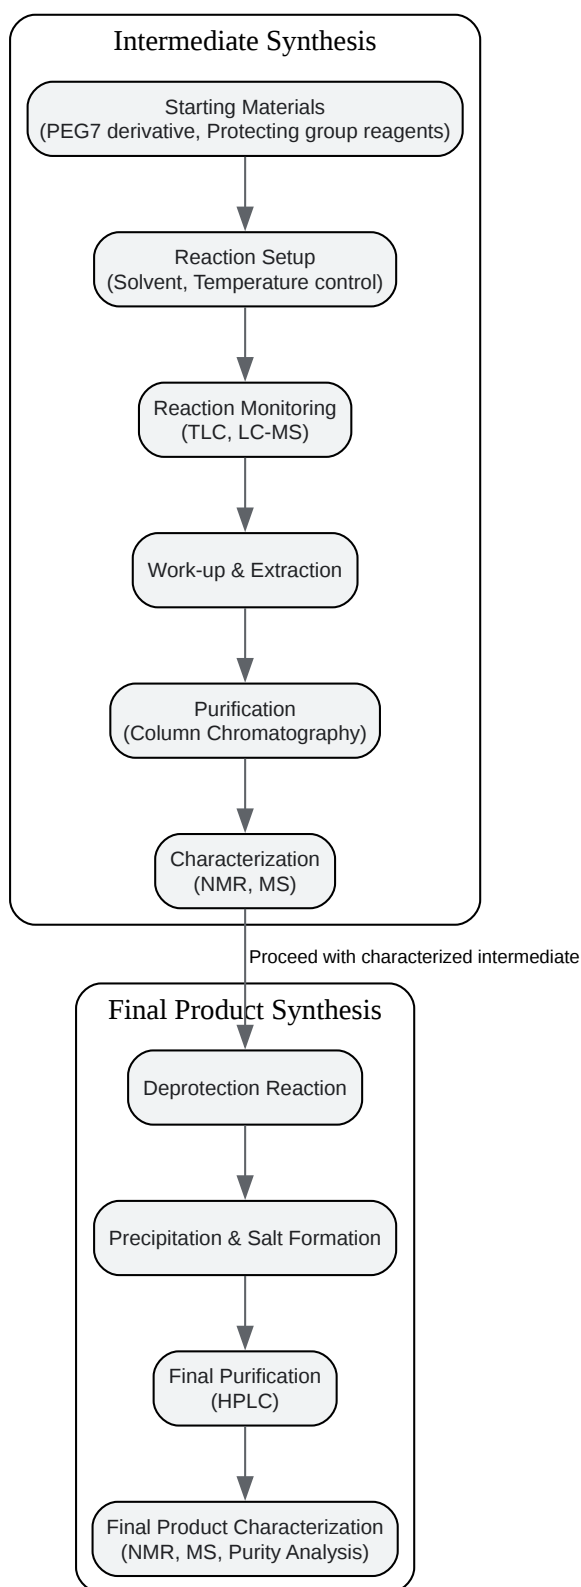 Intermediate Synthesis
Starting Materials
(PEG7 derivative, Protecting group reagents)
Reaction Setup
(Solvent, Temperature control)
Reaction Monitoring
(TLC, LC-MS)
Work-up & Extraction
Purification
(Column Chromatography)
Characterization
(NMR, MS)
Proceed with characterized intermediate
Final Product Synthesis
Deprotection Reaction
Precipitation & Salt Formation
Final Purification
(HPLC)
Final Product Characterization
(NMR, MS, Purity Analysis)